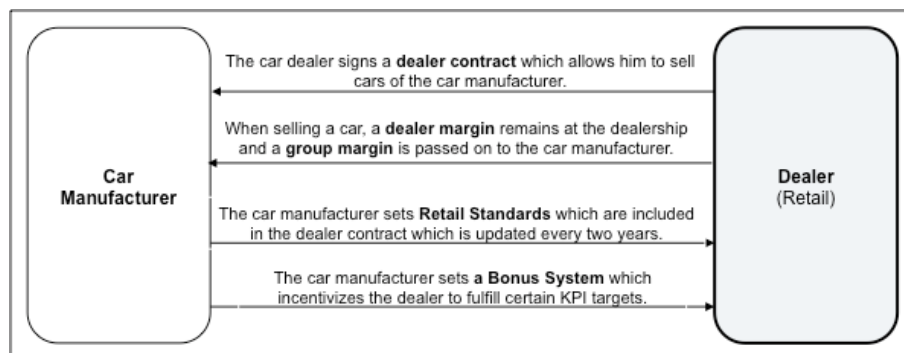 The car dealer signs a dealer contract which allows him to sell
cars of the car manufacturer.
When selling a car, a dealer margin remains at the dealership
and a group margin is passed on to the car manufacturer.
Car
Manufacturer
Dealer
(Retail)
The car manufacturer sets Retail Standards which are included
in the dealer contract which is updated every two years.
The car manufacturer sets a Bonus System which
incentivizes the dealer to fulfill certain KPI targets.